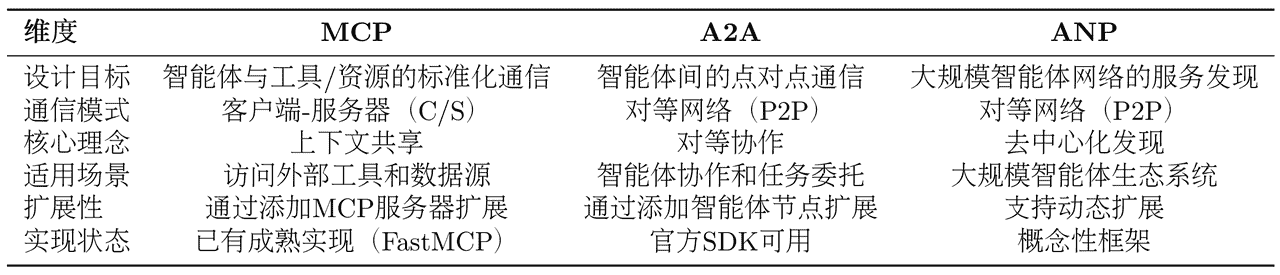 维度 MCP A2A ANP
设计目标 智能体与工具/资源的标准化通信 智能体间的点对点通信 大规模智能体网络的服务发现
通信模式 客户端-服务器（C/S） 对等网络（P2P） 对等网络（P2P）
核心理念 上下文共享 对等协作 去中心化发现
适用场景 访问外部工具和数据源 智能体协作和任务委托 大规模智能体生态系统
扩展性 通过添加MCP服务器扩展 通过添加智能体节点扩展 支持动态扩展
实现状态 已有成熟实现（FastMCP） 官方SDK可用 概念性框架